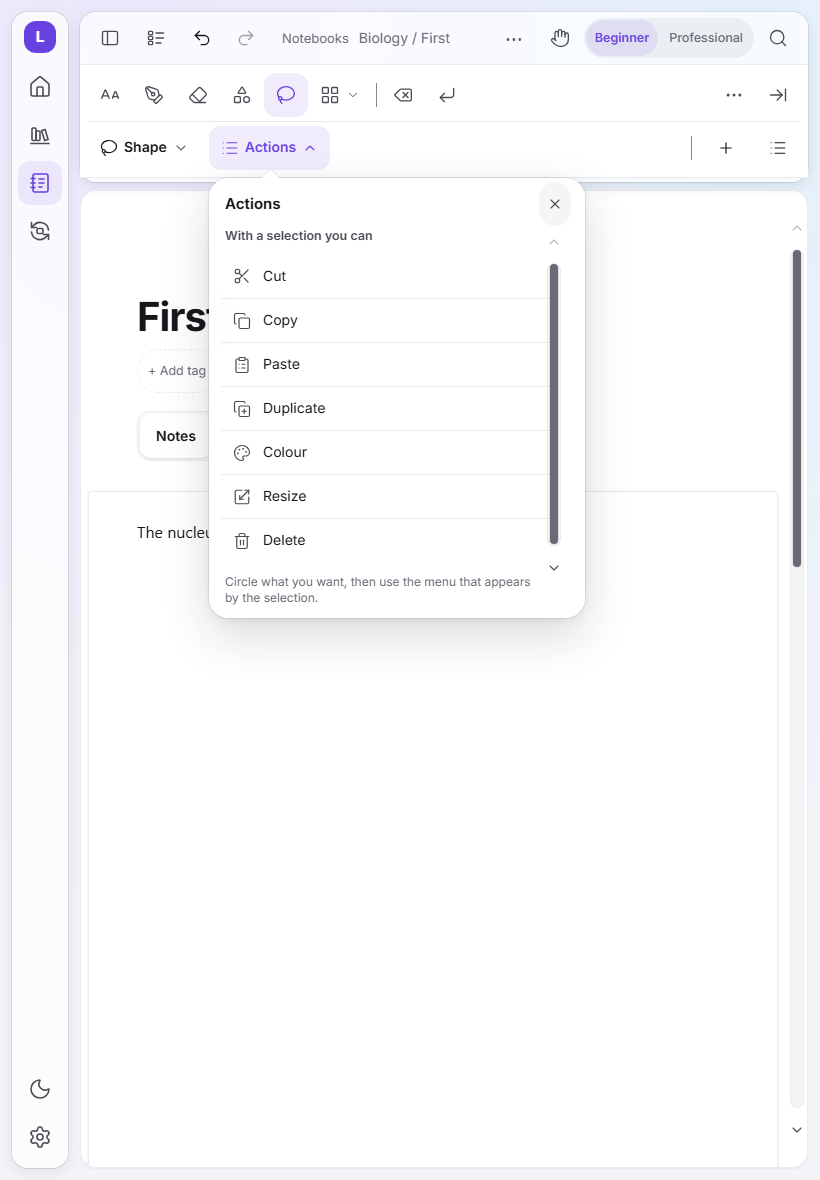 L
Notebooks Biology / First
Beginner Professional
AA
Shape Actions
Actions
With a selection you can
Cut
Copy
Paste
Duplicate
Colour
Resize
Delete
Circle what you want, then use the menu that appears
by the selection.
First
+ Add tag
Notes
The